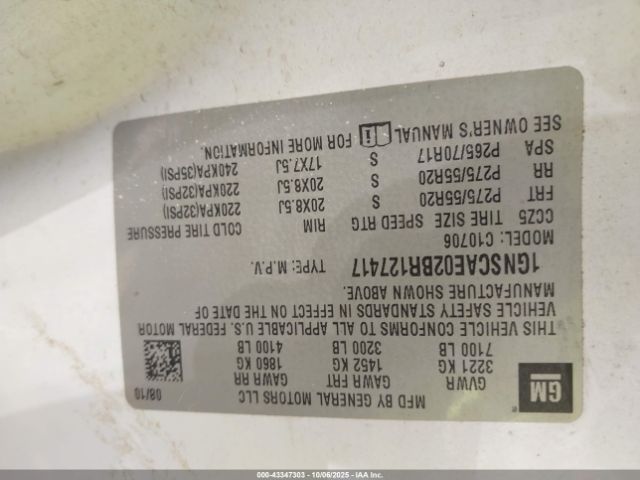 MFD BY GENERAL MOTORS LLC 08/10
GM
GVWR GAWR FRT GAWR RR
3221 KG 1452 KG 1860 KG
7100 LB 3200 LB 4100 LB
THIS VEHICLE CONFORMS TO ALL APPLICABLE U.S. FEDERAL MOTOR
VEHICLE SAFETY STANDARDS IN EFFECT ON THE DATE OF
MANUFACTURE SHOWN ABOVE.
1GNSCAE02BR127417 TYPE: M.P.V.
MODEL: C10706
CCZ5 TIRE SIZE SPEED RTG RIM COLD TIRE PRESSURE
FRT P275/55R20 S 20X8.5J 220KPA(32PSI)
RR P275/55R20 S 20X8.5J 220KPA(32PSI)
SPA P265/70R17 S 17X7.5J 240KPA(35PSI)
SEE OWNER'S MANUAL FOR MORE INFORMATION.
000-43347303 - 10/06/2025 - IAAI.com